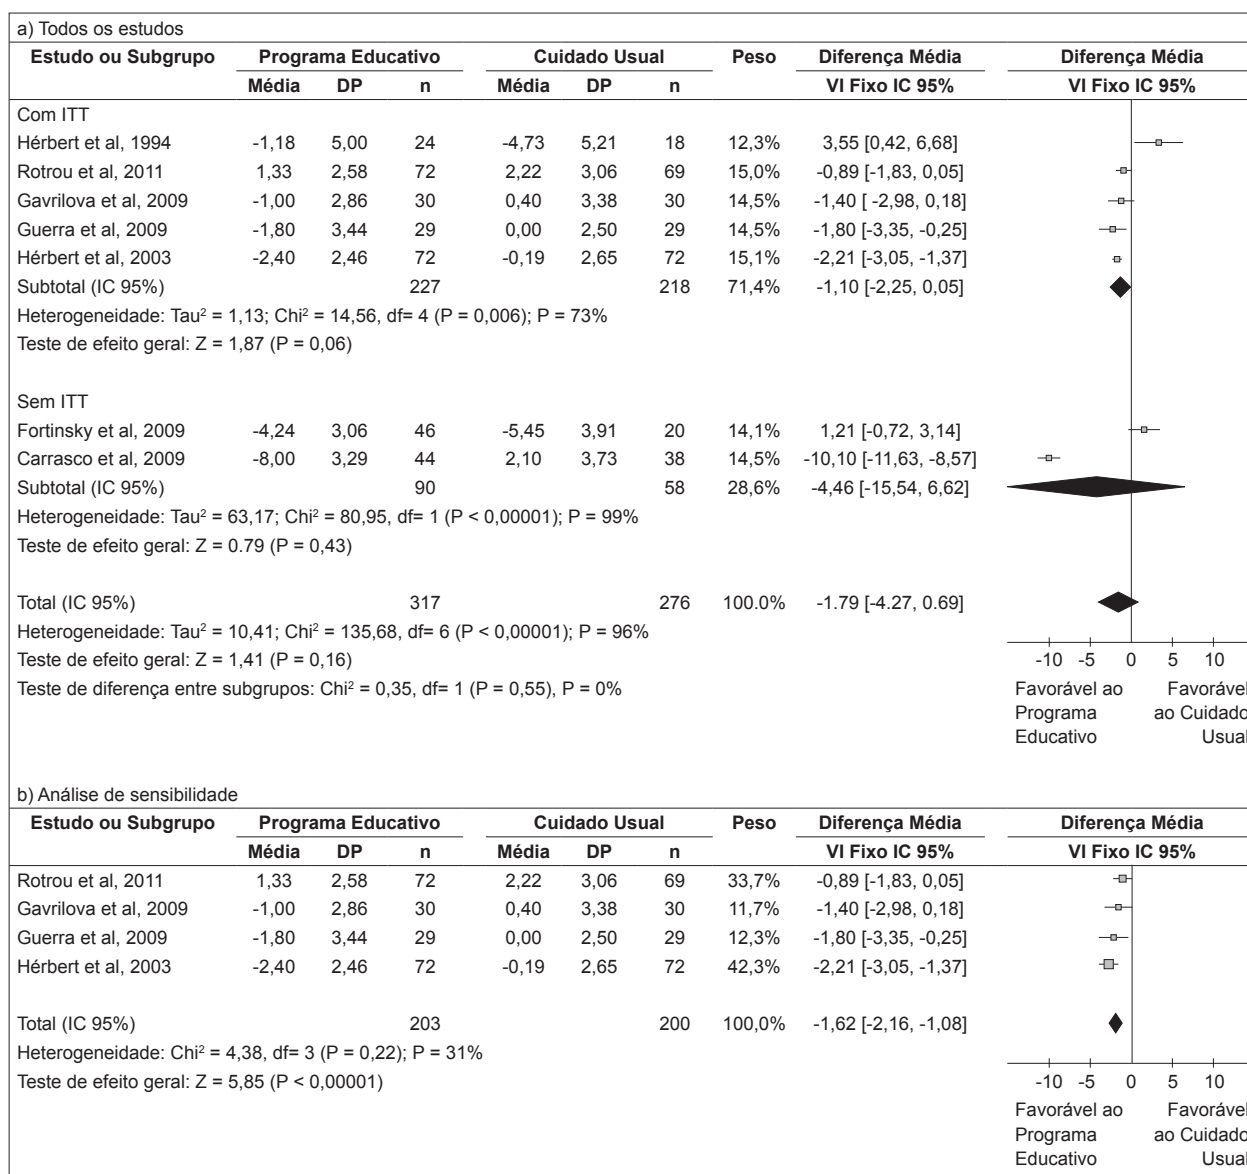 a) Todos os estudos
Estudo ou Subgrupo Programa Educativo Cuidado Usual Peso Diferença Média Diferença Média
Média DP n Média DP n VI Fixo IC 95% VI Fixo IC 95%
Com ITT
Hérbert et al, 1994 -1,18 5,00 24 -4,73 5,21 18 12,3% 3,55 [0,42, 6,68]
Rotrou et al, 2011 1,33 2,58 72 2,22 3,06 69 15,0% -0,89 [-1,83, 0,05]
Gavrilova et al, 2009 -1,00 2,86 30 0,40 3,38 30 14,5% -1,40 [ -2,98, 0,18]
Guerra et al, 2009 -1,80 3,44 29 0,00 2,50 29 14,5% -1,80 [-3,35, -0,25]
Hérbert et al, 2003 -2,40 2,46 72 -0,19 2,65 72 15,1% -2,21 [-3,05, -1,37]
Subtotal (IC 95%) 227 218 71,4% -1,10 [-2,25, 0,05]
Heterogeneidade: Tau² = 1,13; Chi² = 14,56, df= 4 (P = 0,006); P = 73%
Teste de efeito geral: Z = 1,87 (P = 0,06)
Sem ITT
Fortinsky et al, 2009 -4,24 3,06 46 -5,45 3,91 20 14,1% 1,21 [-0,72, 3,14]
Carrasco et al, 2009 -8,00 3,29 44 2,10 3,73 38 14,5% -10,10 [-11,63, -8,57]
Subtotal (IC 95%) 90 58 28,6% -4,46 [-15,54, 6,62]
Heterogeneidade: Tau² = 63,17; Chi² = 80,95, df= 1 (P < 0,00001); P = 99%
Teste de efeito geral: Z = 0.79 (P = 0,43)
Total (IC 95%) 317 276 100.0% -1.79 [-4.27, 0.69]
Heterogeneidade: Tau² = 10,41; Chi² = 135,68, df= 6 (P < 0,00001); P = 96%
Teste de efeito geral: Z = 1,41 (P = 0,16)
-10 -5 0 5 10
Teste de diferença entre subgrupos: Chi² = 0,35, df= 1 (P = 0,55), P = 0%
Favorável ao Favorável
Programa ao Cuidado
Educativo Usual
b) Análise de sensibilidade
Estudo ou Subgrupo Programa Educativo Cuidado Usual Peso Diferença Média Diferença Média
Média DP n Média DP n VI Fixo IC 95% VI Fixo IC 95%
Rotrou et al, 2011 1,33 2,58 72 2,22 3,06 69 33,7% -0,89 [-1,83, 0,05]
Gavrilova et al, 2009 -1,00 2,86 30 0,40 3,38 30 11,7% -1,40 [-2,98, 0,18]
Guerra et al, 2009 -1,80 3,44 29 0,00 2,50 29 12,3% -1,80 [-3,35, -0,25]
Hérbert et al, 2003 -2,40 2,46 72 -0,19 2,65 72 42,3% -2,21 [-3,05, -1,37]
Total (IC 95%) 203 200 100,0% -1,62 [-2,16, -1,08]
Heterogeneidade: Chi² = 4,38, df= 3 (P = 0,22); P = 31%
Teste de efeito geral: Z = 5,85 (P < 0,00001)
-10 -5 0 5 10
Favorável ao Favorável
Programa ao Cuidado
Educativo Usual